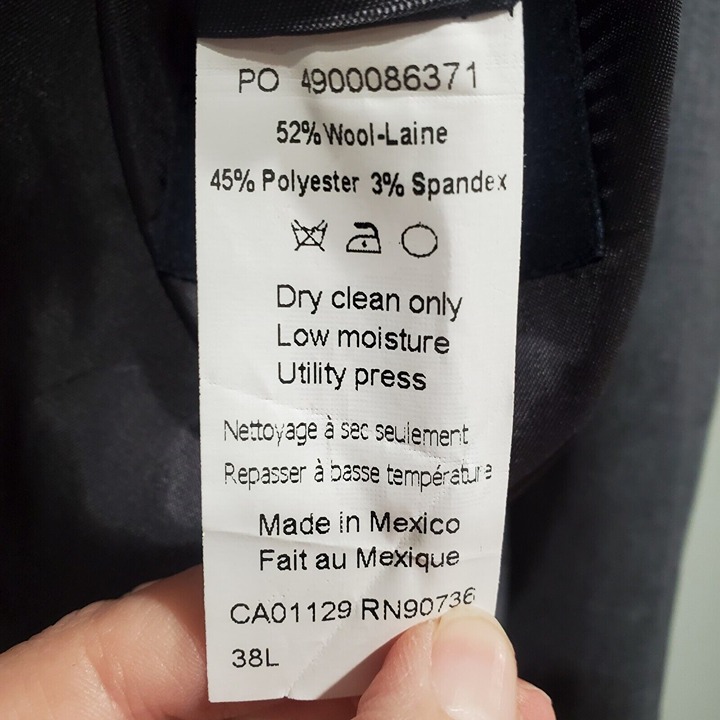 PO 4900086371
52% Wool-Laine
45% Polyester 3% Spandex
Dry clean only
Low moisture
Utility press
Nettoyage à sec seulement
Repasser à basse température
Made in Mexico
Fait au Mexique
CA01129 RN90736
38L